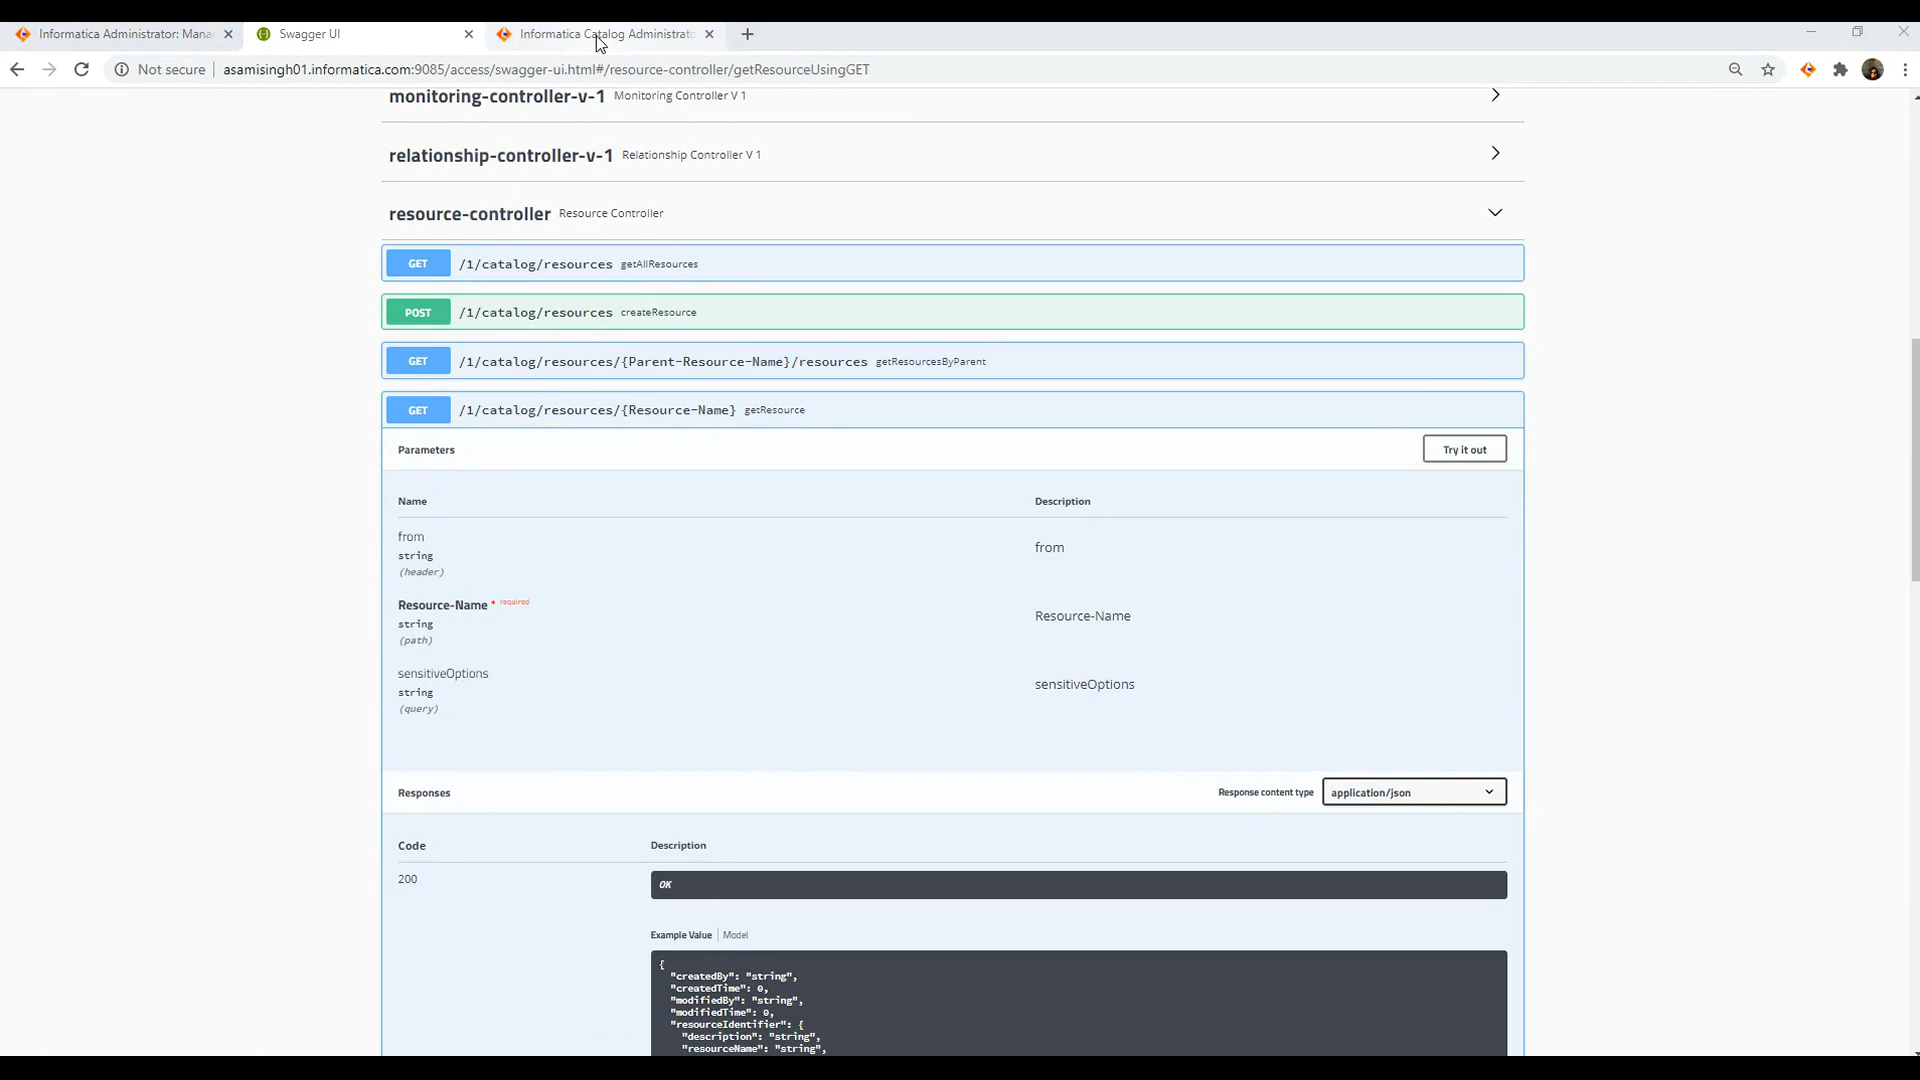 Informatica Administrator: Mana
Swagger UI
Informatica Catalog Administrato
Not secure
asamisingh01.informatica.com:9085/access/swagger-ui.html#/resource-controller/getResourceUsingGET
monitoring-controller-v-1 Monitoring Controller V 1
relationship-controller-v-1 Relationship Controller V 1
resource-controller Resource Controller
GET /1/catalog/resources getAllResources
POST /1/catalog/resources createResource
GET /1/catalog/resources/{Parent-Resource-Name}/resources getResourcesByParent
GET /1/catalog/resources/{Resource-Name} getResource
Parameters
Try it out
Name Description
from
string
(header)
from
Resource-Name * required
string
(path)
Resource-Name
sensitiveOptions
string
(query)
sensitiveOptions
Responses
Response content type application/json
Code Description
200
OK
Example Value | Model
{
"createdBy": "string",
"createdTime": 0,
"modifiedBy": "string",
"modifiedTime": 0,
"resourceIdentifier": {
"description": "string",
"resourceName": "string",